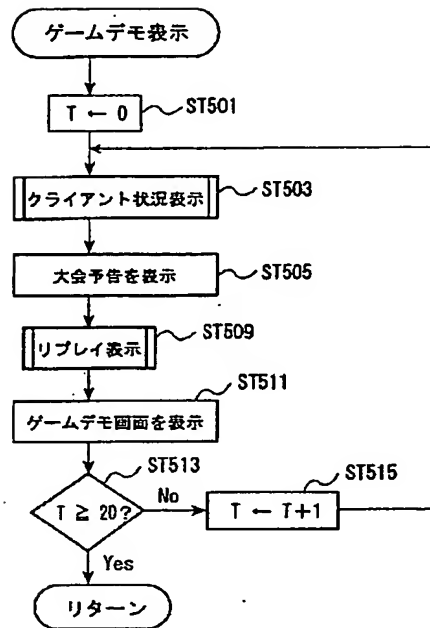 ゲームデモ表示
T ← 0
ST501
クライアント状況表示
ST503
大会予告を表示
ST505
リプレイ表示
ST509
ゲームデモ画面を表示
ST511
T ≧ 20?
ST513
No
T ← T+1
ST515
Yes
リターン